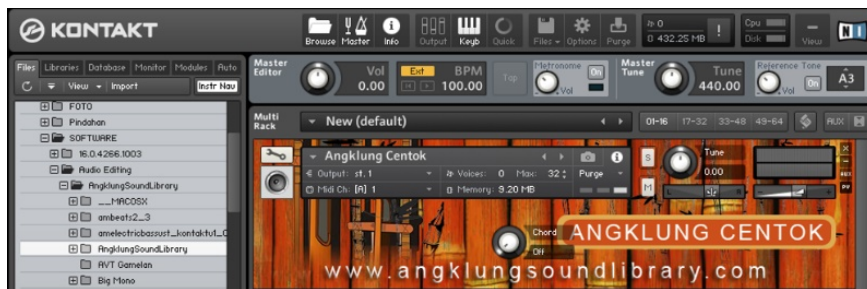 KONTAKT
Browse Master Info Output Keyb Quick Files Options Purge
0
0 432.25 MB
!
Cpu
Disk
View
NI
Files Libraries Database Monitor Modules Auto
View Import Instr Nav
FOTO
Pindahan
SOFTWARE
16.0.4266.1003
Audio Editing
AngklungSoundLibrary
__MACOSX
ambeats2_3
amelectricbassust_kontaktu1_0
AngklungSoundLibrary
AVT Gamelan
Big Mono
Master
Editor
Vol
0.00
Ext
BPM
100.00
Tap
Metronome
On
Vol
Master
Tune
Tune
440.00
Reference Tone
On
Vol
A3
Multi
Rack
New (default)
01-16 17-32 33-48 49-64
AUX
Angklung Centok
Output: st.1 Voices: 0 Max: 32 Purge
Midi Ch: [A] 1 Memory: 9.20 MB
S
M
Tune
0.00
AUX
PV
Chord
Off
ANGKLUNG CENTOK
www.angklungsoundlibrary.com